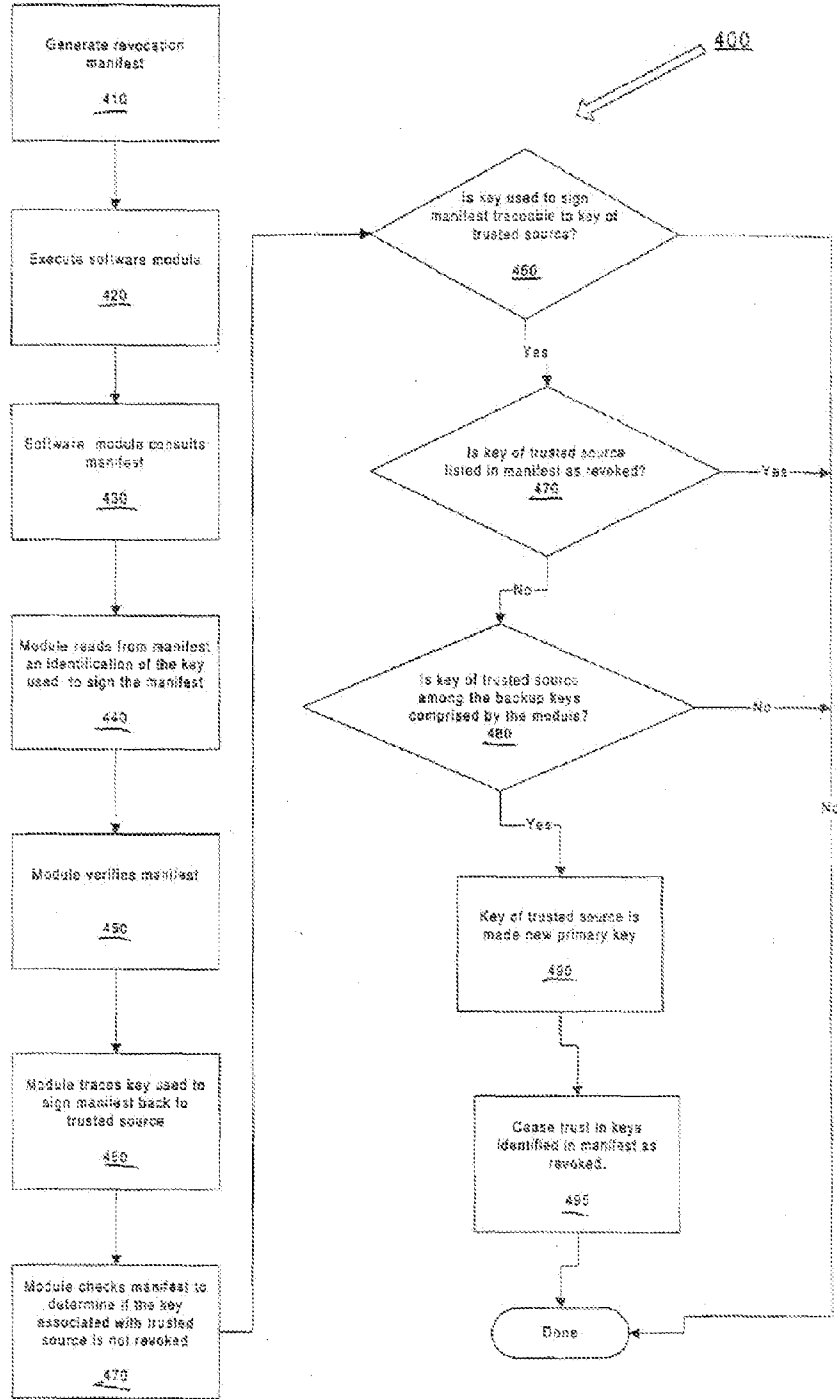 400
Generate revocation
manifest
410
Execute software module
420
Software module consults
manifest
430
Module reads from manifest
an identification of the key
used to sign the manifest
440
Module verifies manifest
450
Module traces key used to
sign manifest back to
trusted source
460
Module checks manifest to
determine if the key
associated with trusted
source is not revoked
470
Is key used to sign
manifest traceable to key of
trusted source?
460
Yes
No
Is key of trusted source
listed in manifest as revoked?
470
Yes
No
Is key of trusted source
among the backup keys
comprised by the module?
480
No
Yes
Key of trusted source is
made new primary key
490
Cease trust in keys
identified in manifest as
revoked.
495
Done